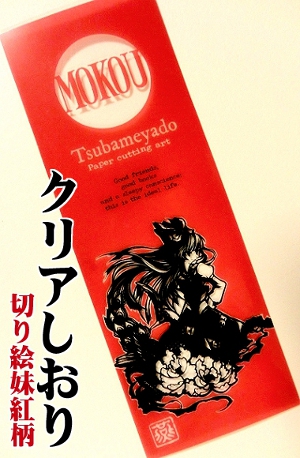 MOKOU
Tsubameyado
Paper cutting art
Good friends,
good books
and a sleepy conscience:
this is the ideal life.
クリアしおり
切り絵妹紅柄